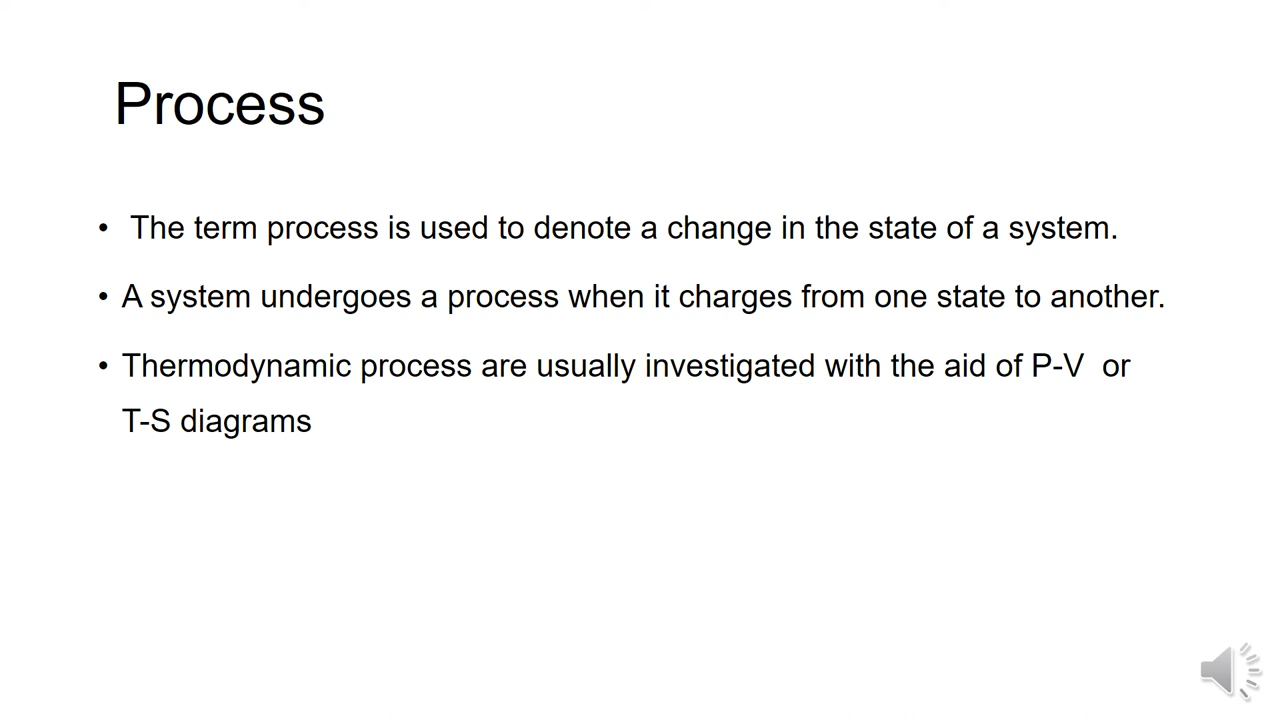 Process
• The term process is used to denote a change in the state of a system.
• A system undergoes a process when it charges from one state to another.
• Thermodynamic process are usually investigated with the aid of P-V or
T-S diagrams